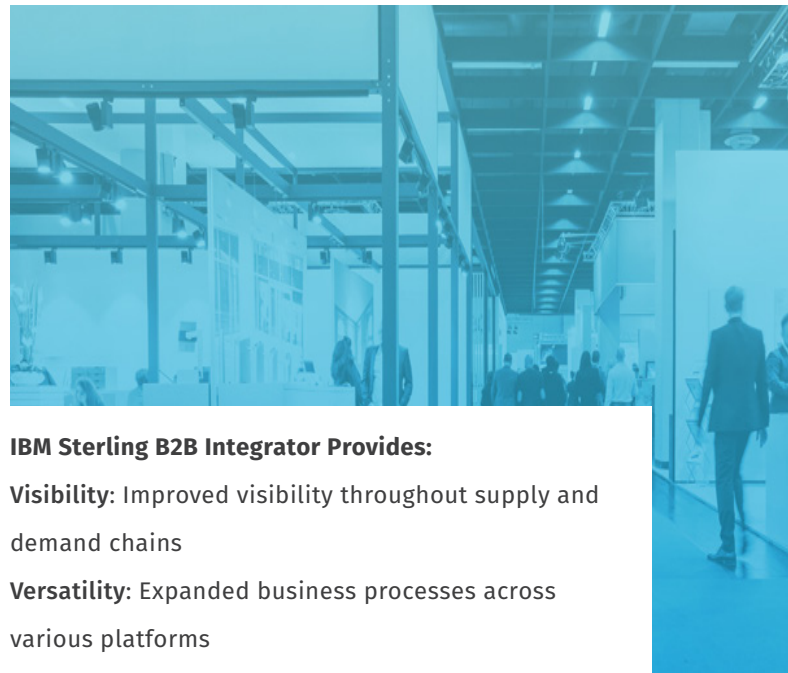 IBM Sterling B2B Integrator Provides:
Visibility: Improved visibility throughout supply and
demand chains
Versatility: Expanded business processes across
various platforms